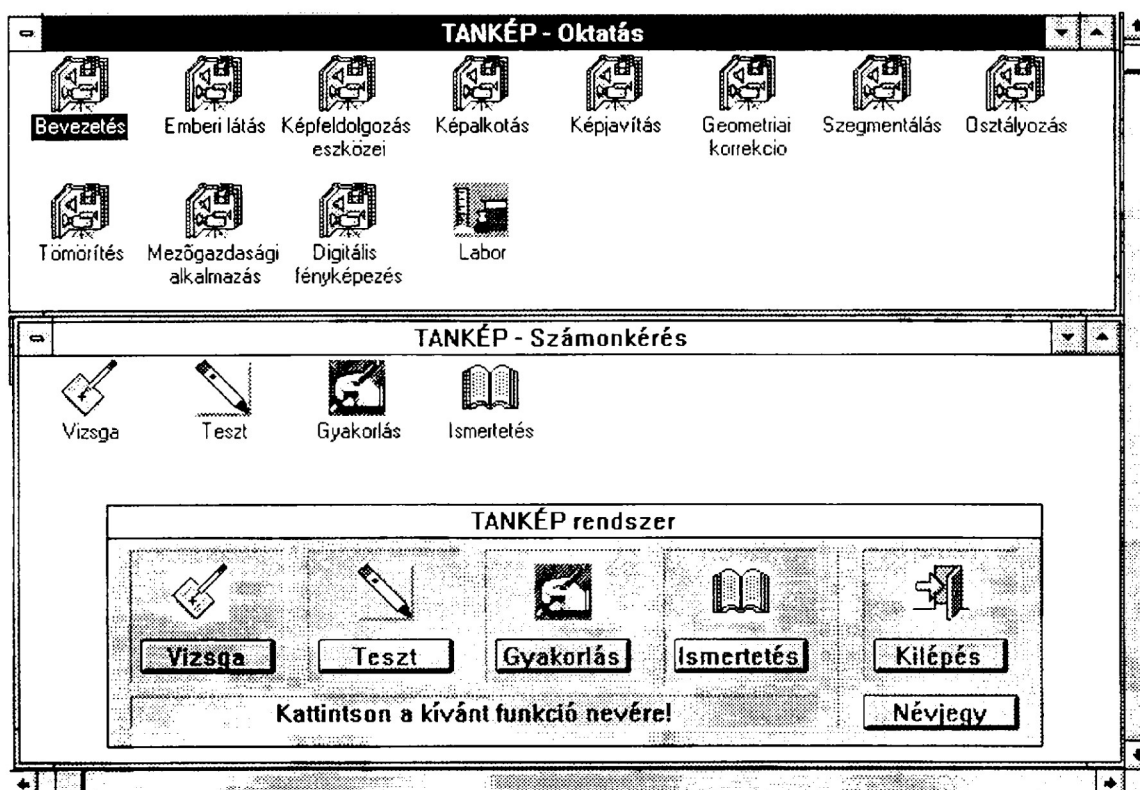 TANKÉP - Oktatás
Bevezetés
Emberi látás
Képfeldolgozás
eszközei
Képalkotás
Képjavítás
Geometriai
korrekcio
Szegmentálás
Osztályozás
Tömörítés
Mezõgazdasági
alkalmazás
Digitális
fényképezés
Labor
TANKÉP - Számonkérés
Vizsga
Teszt
Gyakorlás
Ismertetés
TANKÉP rendszer
Vizsga
Teszt
Gyakorlás
Ismertetés
Kilépés
Kattintson a kívánt funkció nevére!
Névjegy